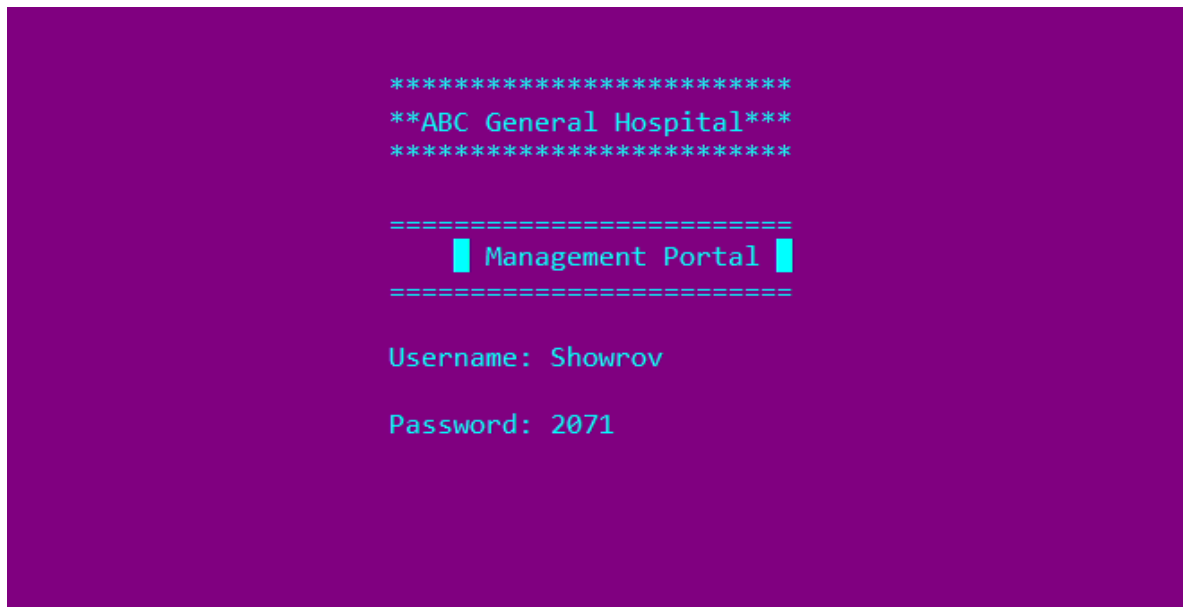 *************************
**ABC General Hospital***
*************************
=========================
█ Management Portal █
=========================
Username: Showrov
Password: 2071